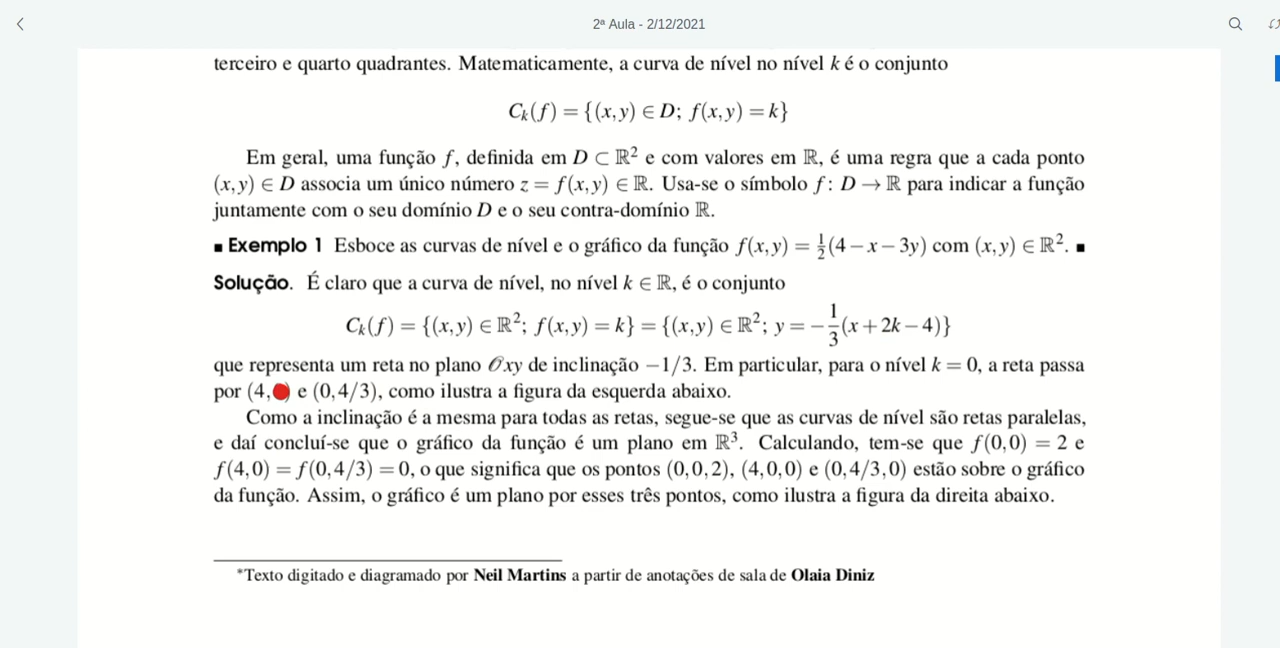 2ª Aula - 2/12/2021
terceiro e quarto quadrantes. Matematicamente, a curva de nível no nível k é o conjunto
Cₖ(f) = {(x,y) ∈ D; f(x,y) = k}
Em geral, uma função f, definida em D ⊂ ℝ² e com valores em ℝ, é uma regra que a cada ponto
(x,y) ∈ D associa um único número z = f(x,y) ∈ ℝ. Usa-se o símbolo f: D → ℝ para indicar a função
juntamente com o seu domínio D e o seu contra-domínio ℝ.
■ Exemplo 1 Esboce as curvas de nível e o gráfico da função f(x,y) = ½(4 − x − 3y) com (x,y) ∈ ℝ². ■
Solução. É claro que a curva de nível, no nível k ∈ ℝ, é o conjunto
Cₖ(f) = {(x,y) ∈ ℝ²; f(x,y) = k} = {(x,y) ∈ ℝ²; y = −1/3(x + 2k − 4)}
que representa um reta no plano 𝒪xy de inclinação −1/3. Em particular, para o nível k = 0, a reta passa
por (4, ) e (0,4/3), como ilustra a figura da esquerda abaixo.
Como a inclinação é a mesma para todas as retas, segue-se que as curvas de nível são retas paralelas,
e daí concluí-se que o gráfico da função é um plano em ℝ³. Calculando, tem-se que f(0,0) = 2 e
f(4,0) = f(0,4/3) = 0, o que significa que os pontos (0,0,2), (4,0,0) e (0,4/3,0) estão sobre o gráfico
da função. Assim, o gráfico é um plano por esses três pontos, como ilustra a figura da direita abaixo.
*Texto digitado e diagramado por Neil Martins a partir de anotações de sala de Olaia Diniz